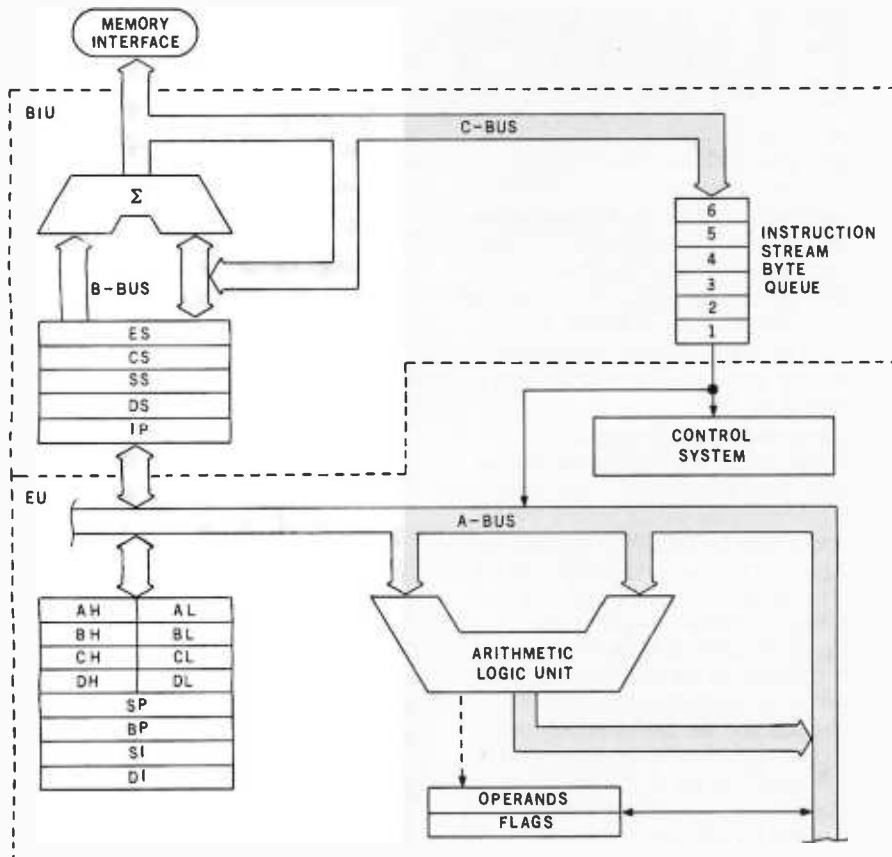 MEMORY
INTERFACE
BIU
C-BUS
Σ
6
5
4
3
2
1
INSTRUCTION
STREAM
BYTE
QUEUE
B-BUS
ES
CS
SS
DS
IP
CONTROL
SYSTEM
EU
A-BUS
AH AL
BH BL
CH CL
DH DL
SP
BP
SI
DI
ARITHMETIC
LOGIC UNIT
OPERANDS
FLAGS